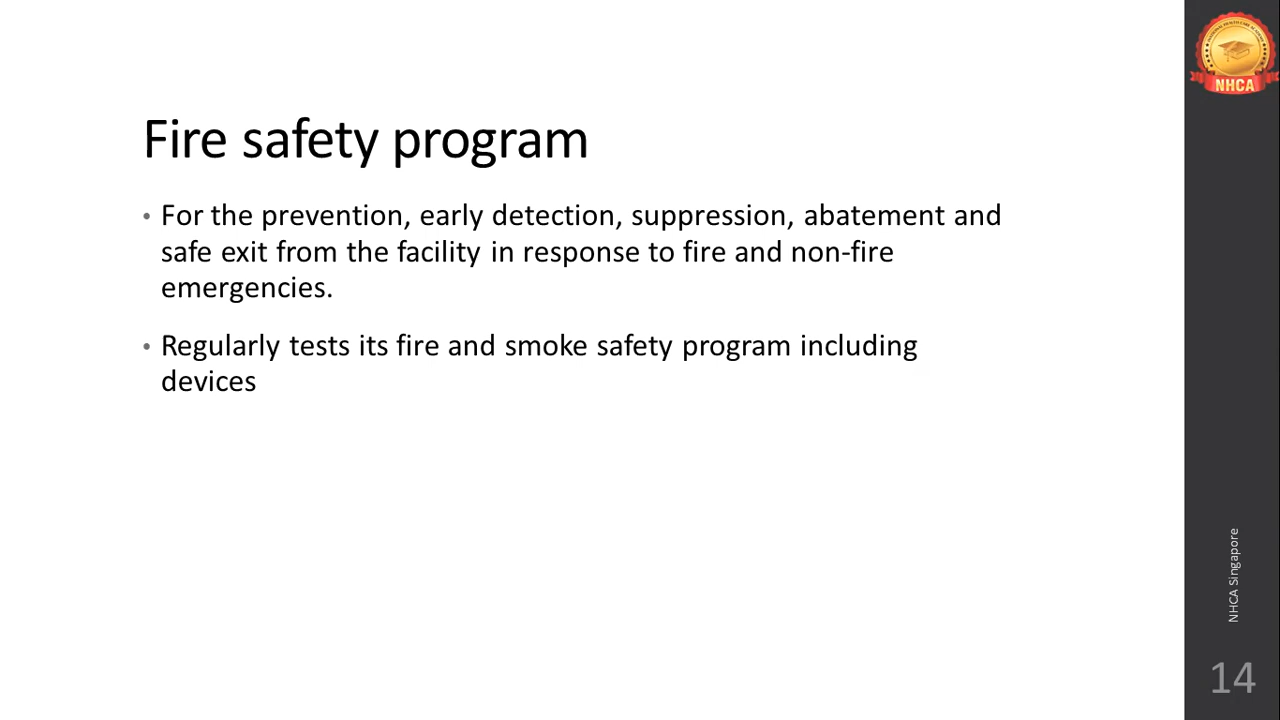 Fire safety program
• For the prevention, early detection, suppression, abatement and
safe exit from the facility in response to fire and non-fire
emergencies.
• Regularly tests its fire and smoke safety program including
devices
NHCA
NHCA Singapore
14